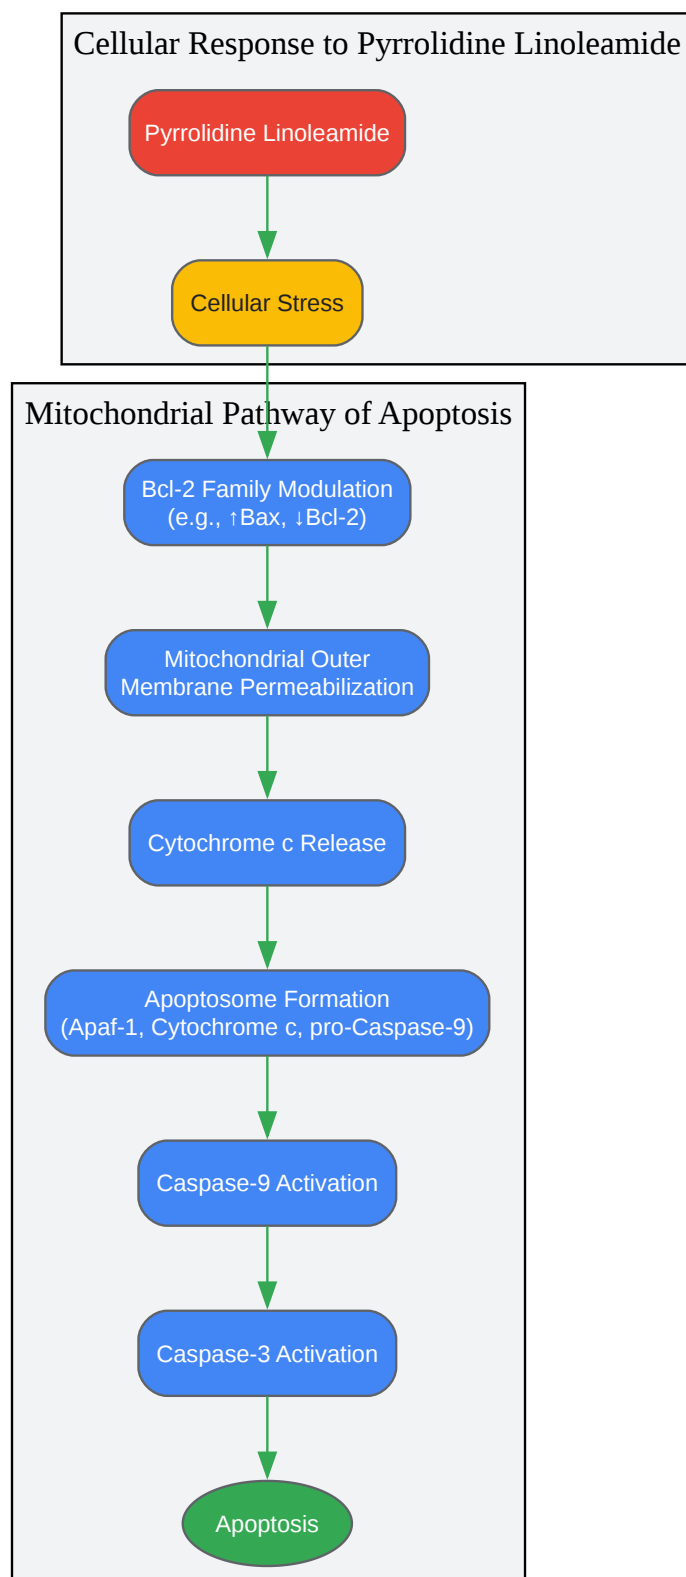 Cellular Response to Pyrrolidine Linoleamide
Pyrrolidine Linoleamide
Cellular Stress
Mitochondrial Pathway of Apoptosis
Bcl-2 Family Modulation
(e.g., ↑Bax, ↓Bcl-2)
Mitochondrial Outer
Membrane Permeabilization
Cytochrome c Release
Apoptosome Formation
(Apaf-1, Cytochrome c, pro-Caspase-9)
Caspase-9 Activation
Caspase-3 Activation
Apoptosis